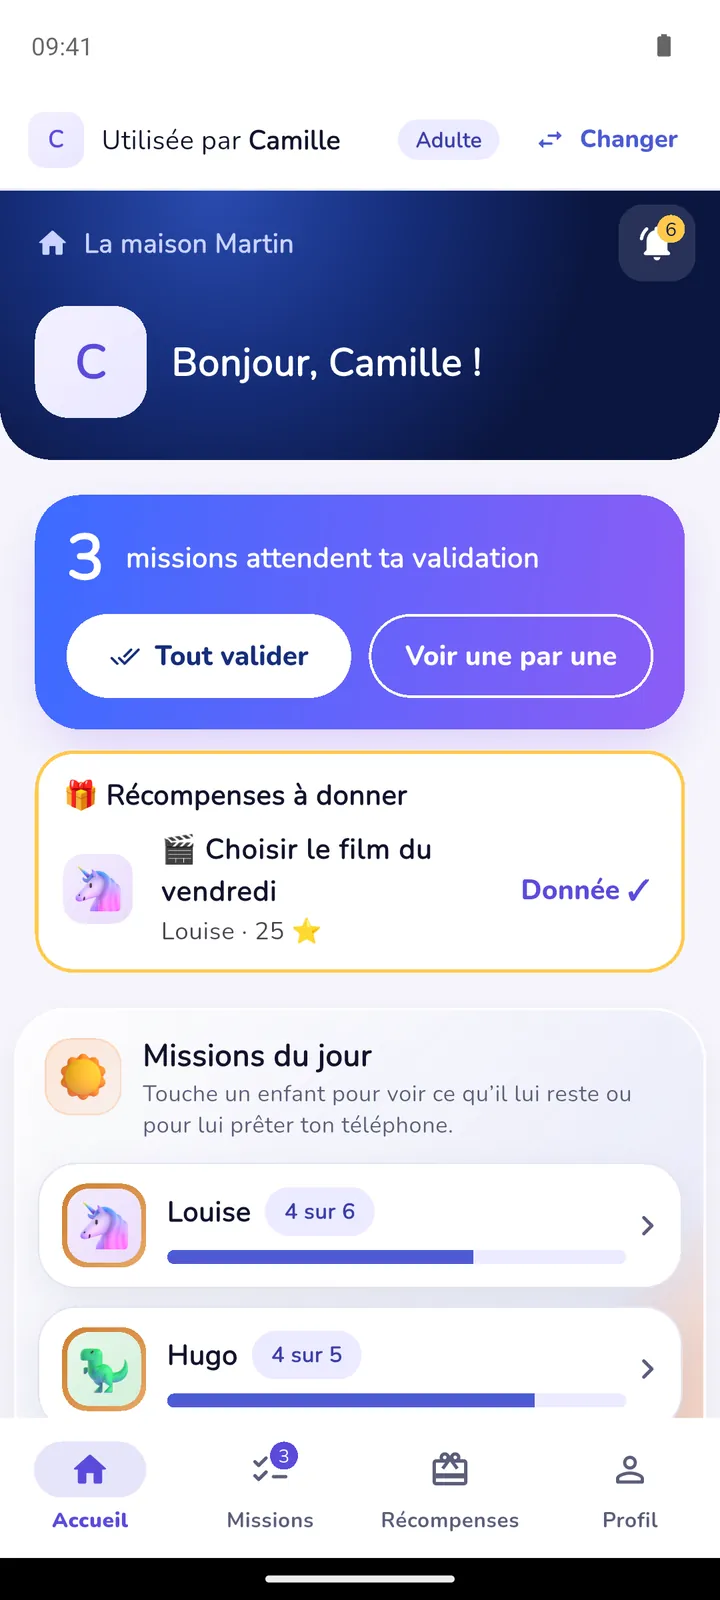 09:41
C Utilisée par Camille Adulte Changer
La maison Martin 6
C Bonjour, Camille !
3 missions attendent ta validation
Tout valider Voir une par une
🎁 Récompenses à donner
🎬 Choisir le film du
vendredi
Donnée ✓
Louise · 25 ⭐
Missions du jour
Touche un enfant pour voir ce qu’il lui reste ou
pour lui prêter ton téléphone.
Louise 4 sur 6
Hugo 4 sur 5
3
Accueil Missions Récompenses Profil